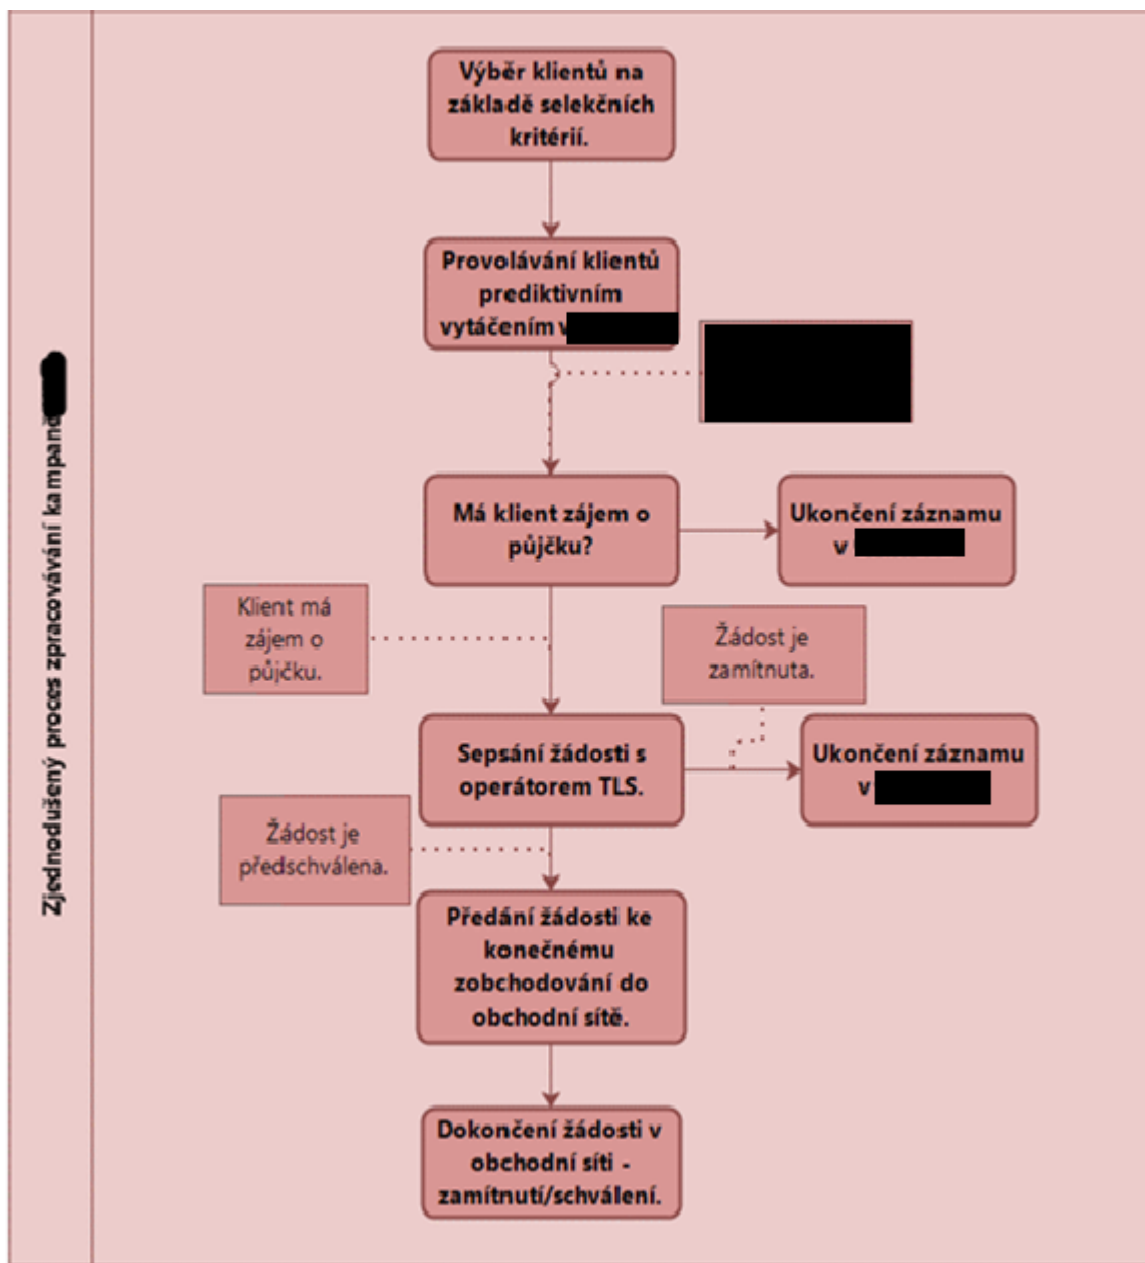 Zjednodušený proces zpracovávání kampaně
Výběr klientů na
základě selekčních
kritérií.
Provolávání klientů
prediktivním
vytáčením v
Má klient zájem o
půjčku?
Ukončení záznamu
v
Klient má
zájem o
půjčku.
Žádost je
zamítnuta.
Sepsání žádosti s
operátorem TLS.
Ukončení záznamu
v
Žádost je
předschválena.
Předání žádosti ke
konečnému
zobchodování do
obchodní sítě.
Dokončení žádosti v
obchodní síti -
zamítnutí/schválení.